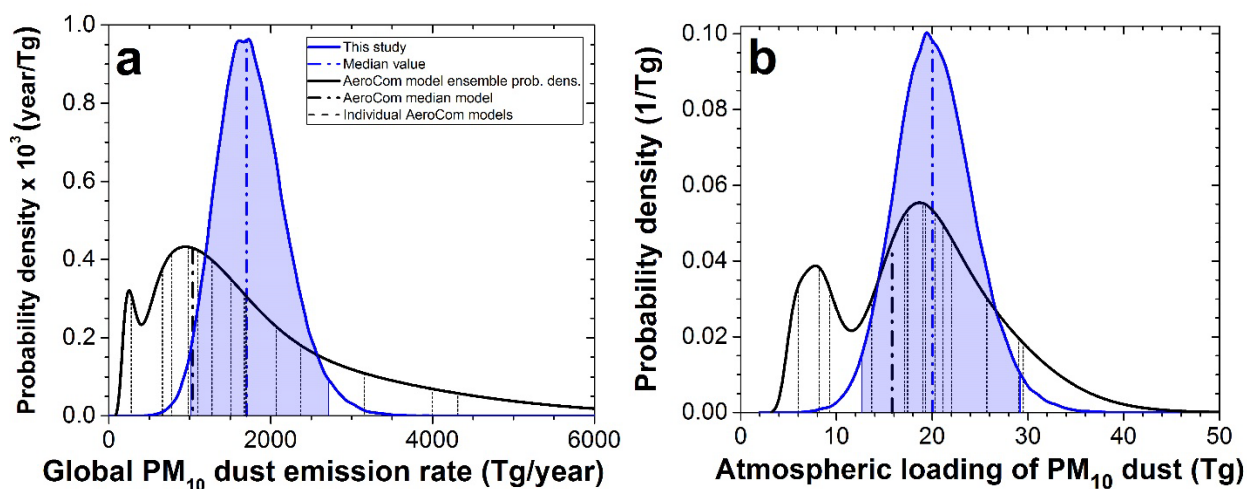 a
This study
Median value
AeroCom model ensemble prob. dens.
AeroCom median model
Individual AeroCom models
Probability density x 10³ (year/Tg)
1.0
0.8
0.6
0.4
0.2
0.0
0 2000 4000 6000
Global PM₁₀ dust emission rate (Tg/year)
b
Probability density (1/Tg)
0.10
0.08
0.06
0.04
0.02
0.00
0 10 20 30 40 50
Atmospheric loading of PM₁₀ dust (Tg)